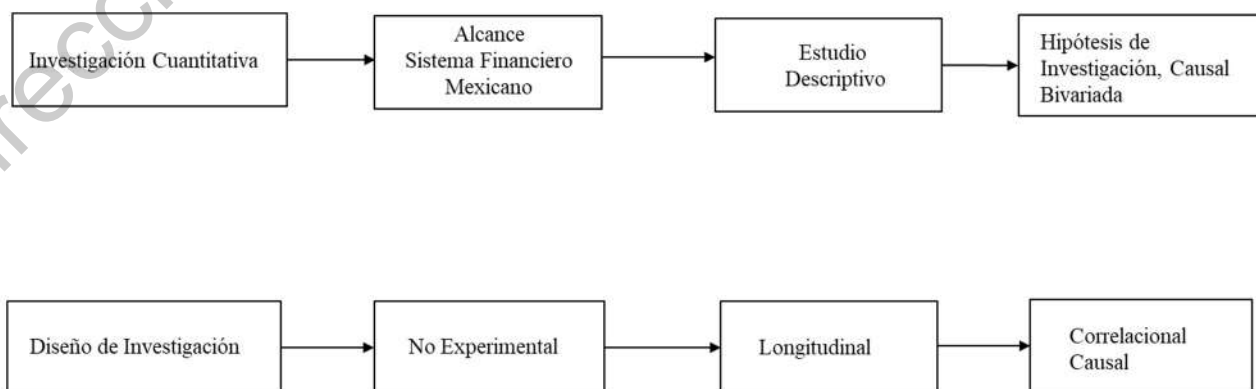 Investigación Cuantitativa
Alcance
Sistema Financiero
Mexicano
Estudio
Descriptivo
Hipótesis de
Investigación, Causal
Bivariada
Diseño de Investigación
No Experimental
Longitudinal
Correlacional
Causal